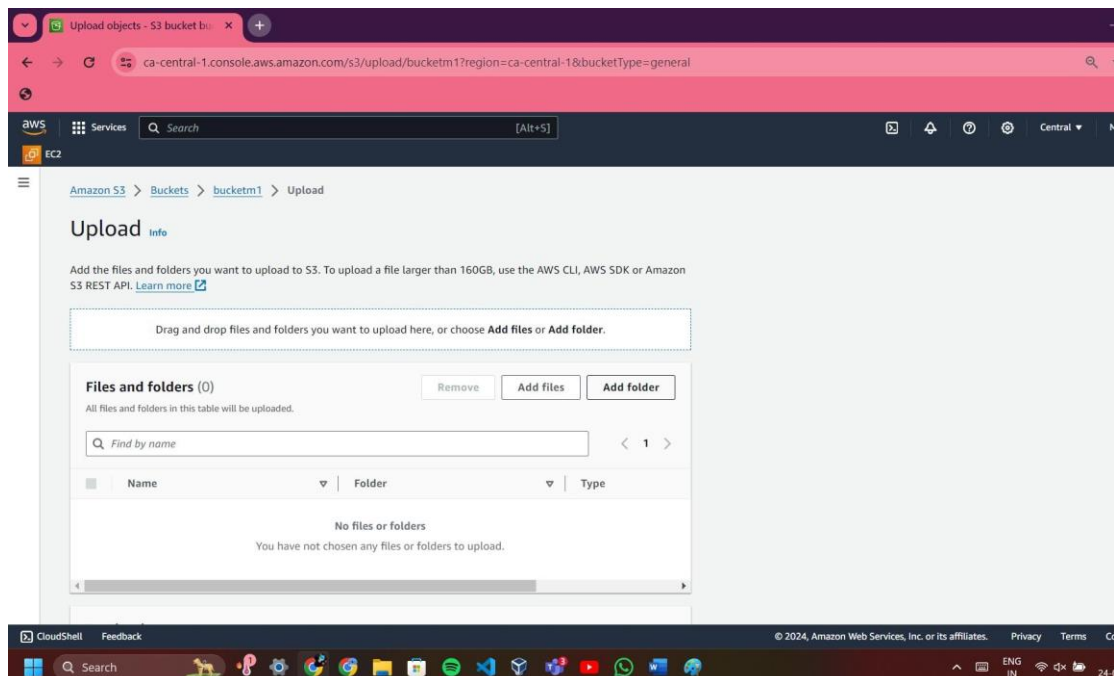 Upload objects - S3 bucket bu
ca-central-1.console.aws.amazon.com/s3/upload/bucketm1?region=ca-central-1&bucketType=general
aws Services Search [Alt+S] Central
EC2
Amazon S3 > Buckets > bucketm1 > Upload
Upload Info
Add the files and folders you want to upload to S3. To upload a file larger than 160GB, use the AWS CLI, AWS SDK or Amazon
S3 REST API. Learn more
Drag and drop files and folders you want to upload here, or choose Add files or Add folder.
Files and folders (0) Remove Add files Add folder
All files and folders in this table will be uploaded.
Find by name < 1 >
Name Folder Type
No files or folders
You have not chosen any files or folders to upload.
CloudShell Feedback © 2024, Amazon Web Services, Inc. or its affiliates. Privacy Terms
Search ENG
IN